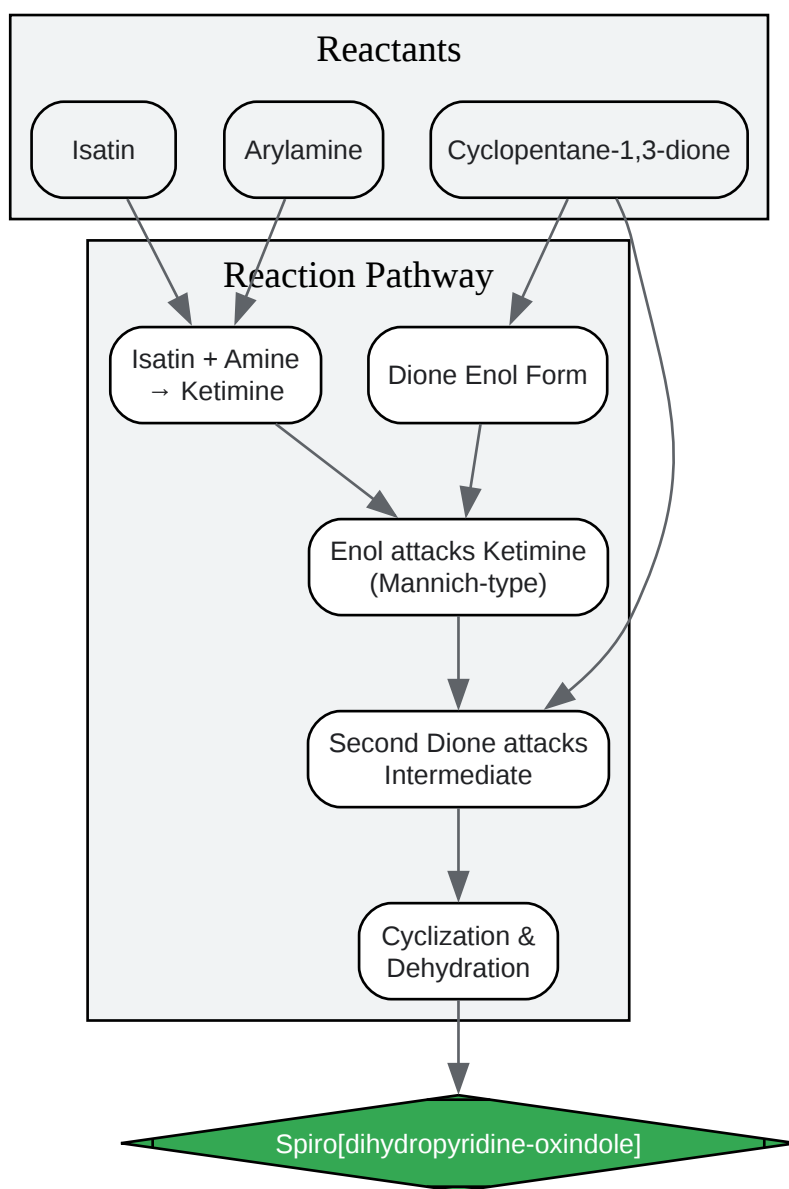 Reactants
Isatin
Arylamine
Cyclopentane-1,3-dione
Reaction Pathway
Isatin + Amine
→ Ketimine
Dione Enol Form
Enol attacks Ketimine
(Mannich-type)
Second Dione attacks
Intermediate
Cyclization &
Dehydration
Spiro[dihydropyridine-oxindole]